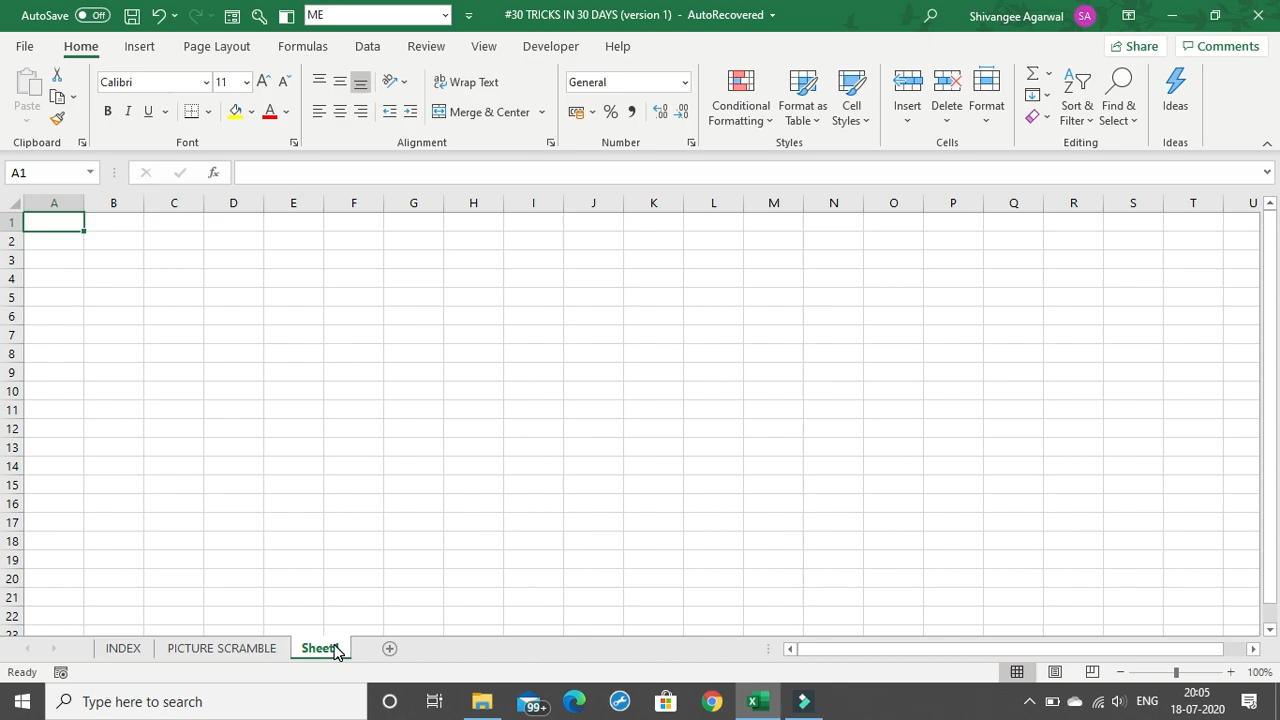 AutoSave Off ME #30 TRICKS IN 30 DAYS (version 1) - AutoRecovered Shivangee Agarwal SA
File Home Insert Page Layout Formulas Data Review View Developer Help Share Comments
Paste Calibri 11 Wrap Text General Conditional Formatting Format as Table Cell Styles Insert Delete Format Sort & Filter Find & Select Ideas
B I U A Merge & Center %
Clipboard Font Alignment Number Styles Cells Editing Ideas
A1 fx
A B C D E F G H I J K L M N O P Q R S T U
1
2
3
4
5
6
7
8
9
10
11
12
13
14
15
16
17
18
19
20
21
22
23
INDEX PICTURE SCRAMBLE Sheet1
Ready 100%
Type here to search 99+ ENG 20:05
18-07-2020